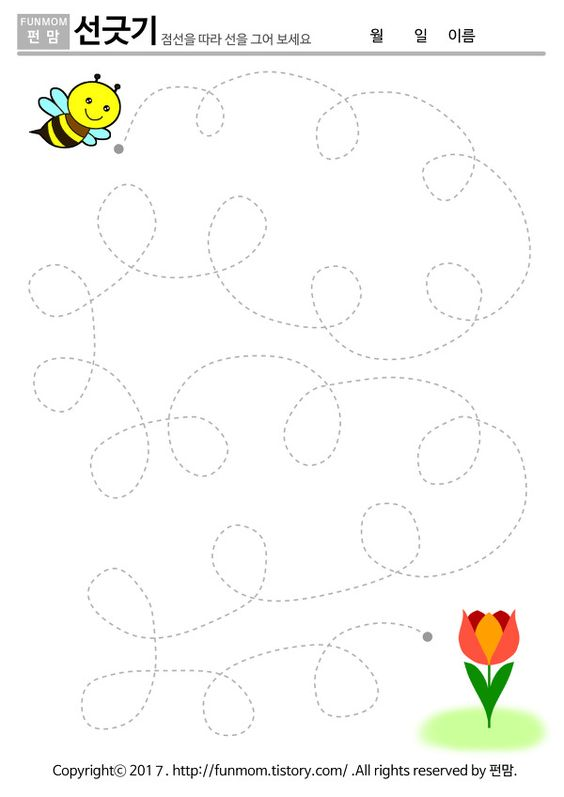 FUNMOM
펀 맘
선긋기 점선을 따라 선을 그어 보세요 월 일 이름
Copyrightⓒ 2017. http://funmom.tistory.com/ .All rights reserved by 펀맘.